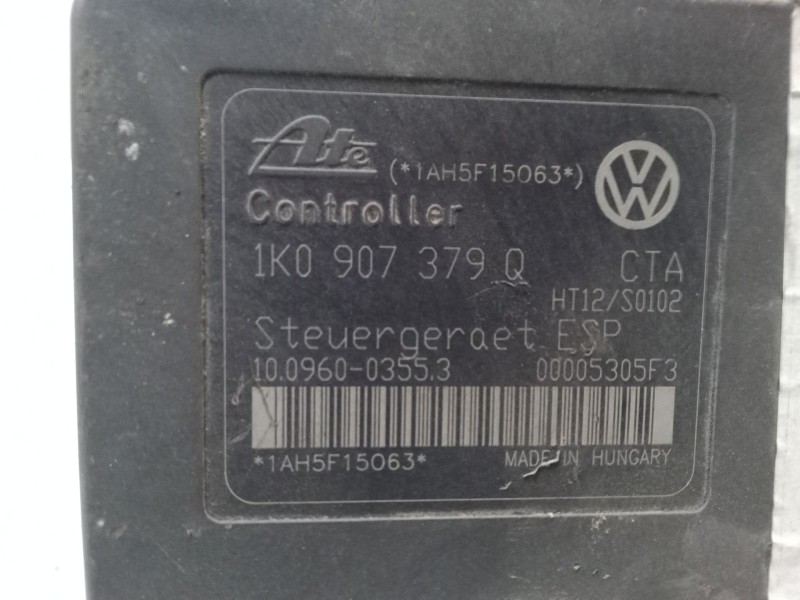 Ate (*1AH5F15063*)
Controller
1K0 907 379 Q CTA
HT12/S0102
Steuergeraet ESP
10.0960-0355.3 00005305F3
*1AH5F15063* MADE IN HUNGARY